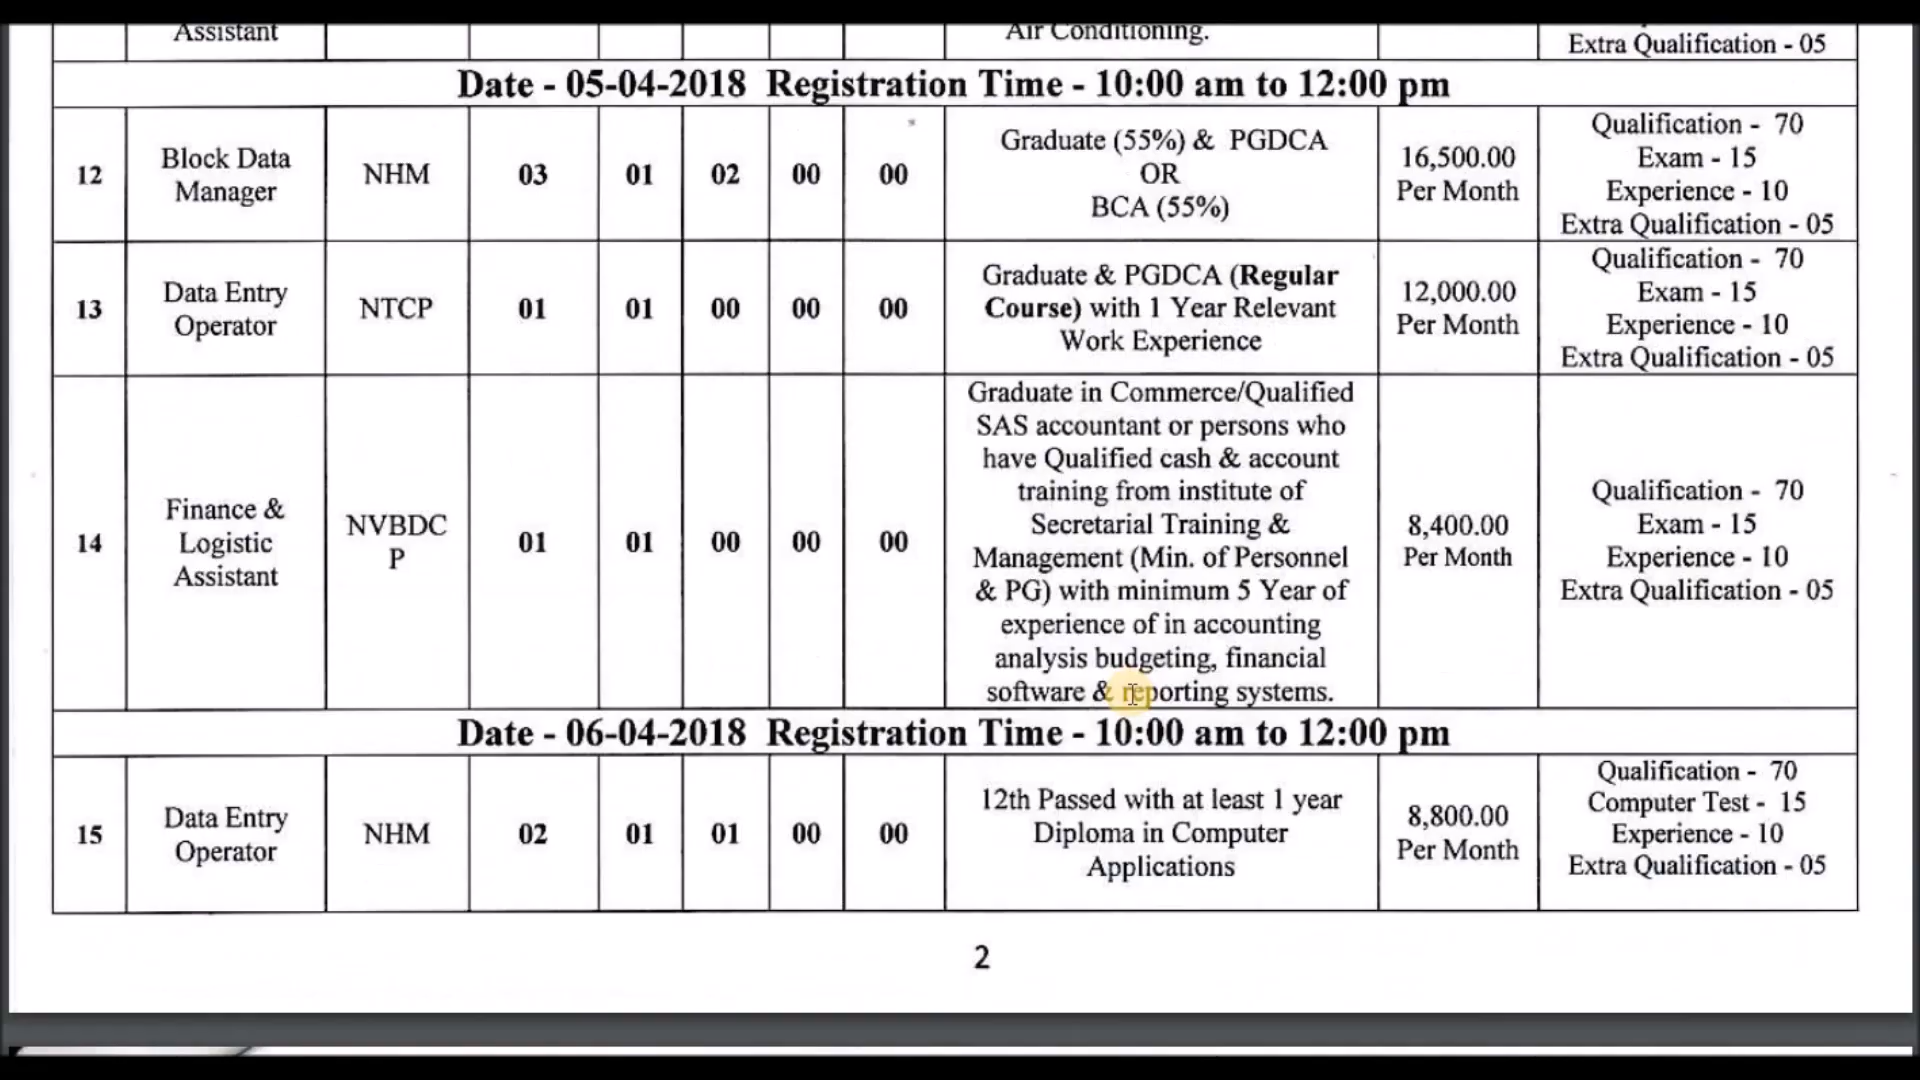 Assistant
Air Conditioning.
Extra Qualification - 05
Date - 05-04-2018 Registration Time - 10:00 am to 12:00 pm
12
Block Data
Manager
NHM
03
01
02
00
00
Graduate (55%) & PGDCA
OR
BCA (55%)
16,500.00
Per Month
Qualification - 70
Exam - 15
Experience - 10
Extra Qualification - 05
13
Data Entry
Operator
NTCP
01
01
00
00
00
Graduate & PGDCA (Regular
Course) with 1 Year Relevant
Work Experience
12,000.00
Per Month
Qualification - 70
Exam - 15
Experience - 10
Extra Qualification - 05
14
Finance &
Logistic
Assistant
NVBDC
P
01
01
00
00
00
Graduate in Commerce/Qualified
SAS accountant or persons who
have Qualified cash & account
training from institute of
Secretarial Training &
Management (Min. of Personnel
& PG) with minimum 5 Year of
experience of in accounting
analysis budgeting, financial
software & reporting systems.
8,400.00
Per Month
Qualification - 70
Exam - 15
Experience - 10
Extra Qualification - 05
Date - 06-04-2018 Registration Time - 10:00 am to 12:00 pm
15
Data Entry
Operator
NHM
02
01
01
00
00
12th Passed with at least 1 year
Diploma in Computer
Applications
8,800.00
Per Month
Qualification - 70
Computer Test - 15
Experience - 10
Extra Qualification - 05
2